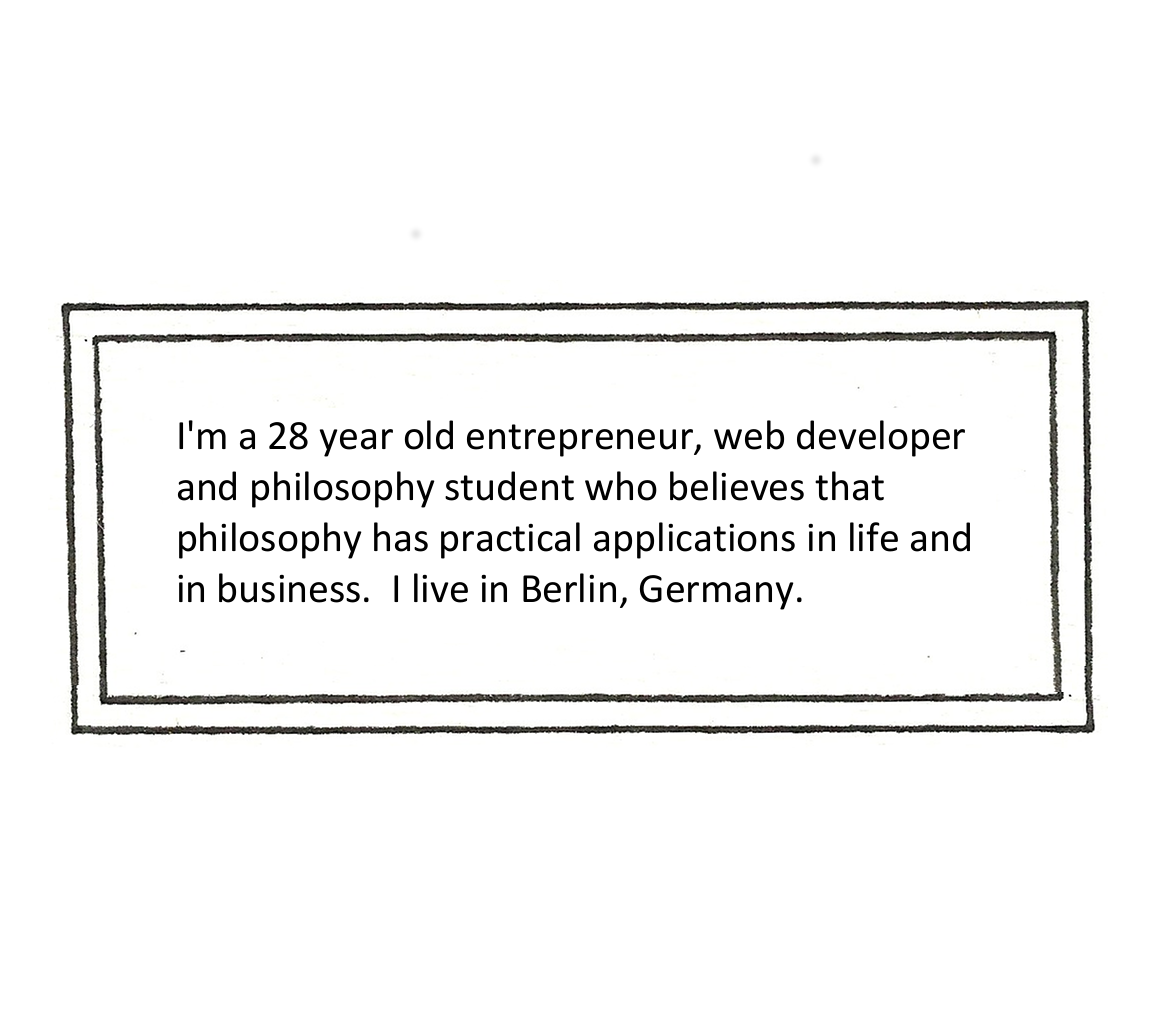 I'm a 28 year old entrepreneur, web developer
and philosophy student who believes that
philosophy has practical applications in life and
in business.  I live in Berlin, Germany.